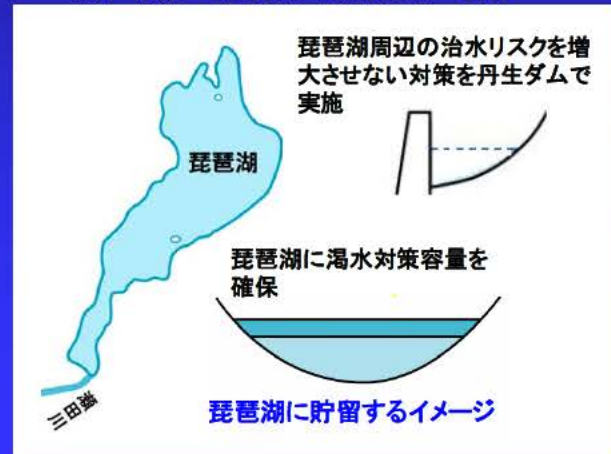 琵琶湖周辺の治水リスクを増
大させない対策を丹生ダムで
実施
琵琶湖
琵琶湖に渇水対策容量を
確保
瀬田川
琵琶湖に貯留するイメージ